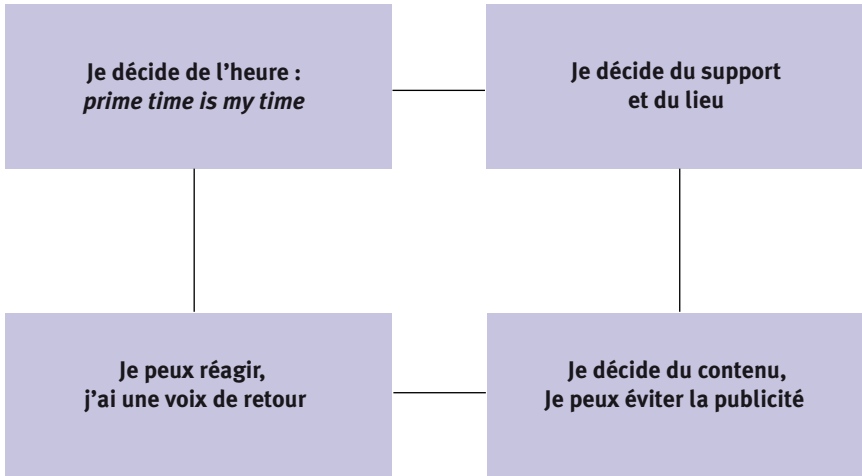 Je décide de l’heure :
prime time is my time
Je décide du support
et du lieu
Je peux réagir,
j’ai une voix de retour
Je décide du contenu,
Je peux éviter la publicité